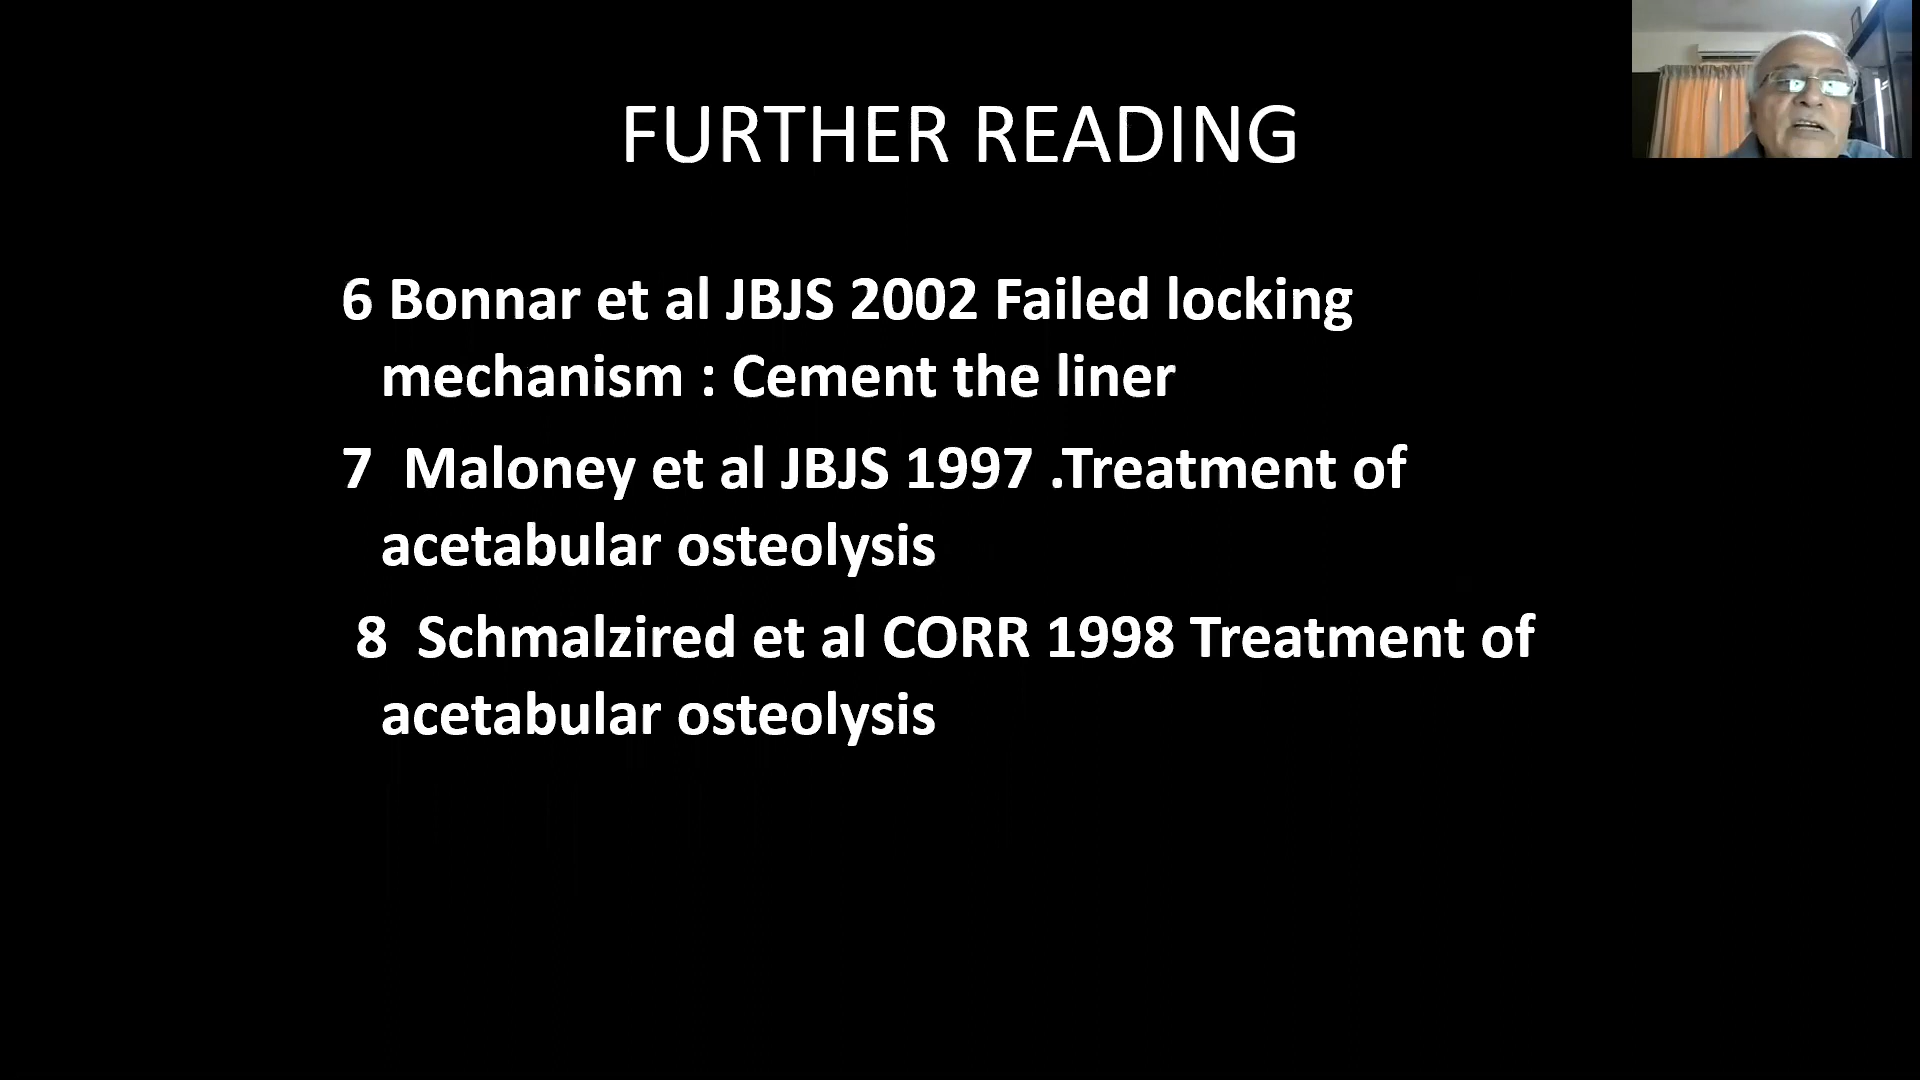 FURTHER READING
6 Bonnar et al JBJS 2002 Failed locking
mechanism : Cement the liner
7 Maloney et al JBJS 1997 .Treatment of
acetabular osteolysis
8 Schmalzired et al CORR 1998 Treatment of
acetabular osteolysis